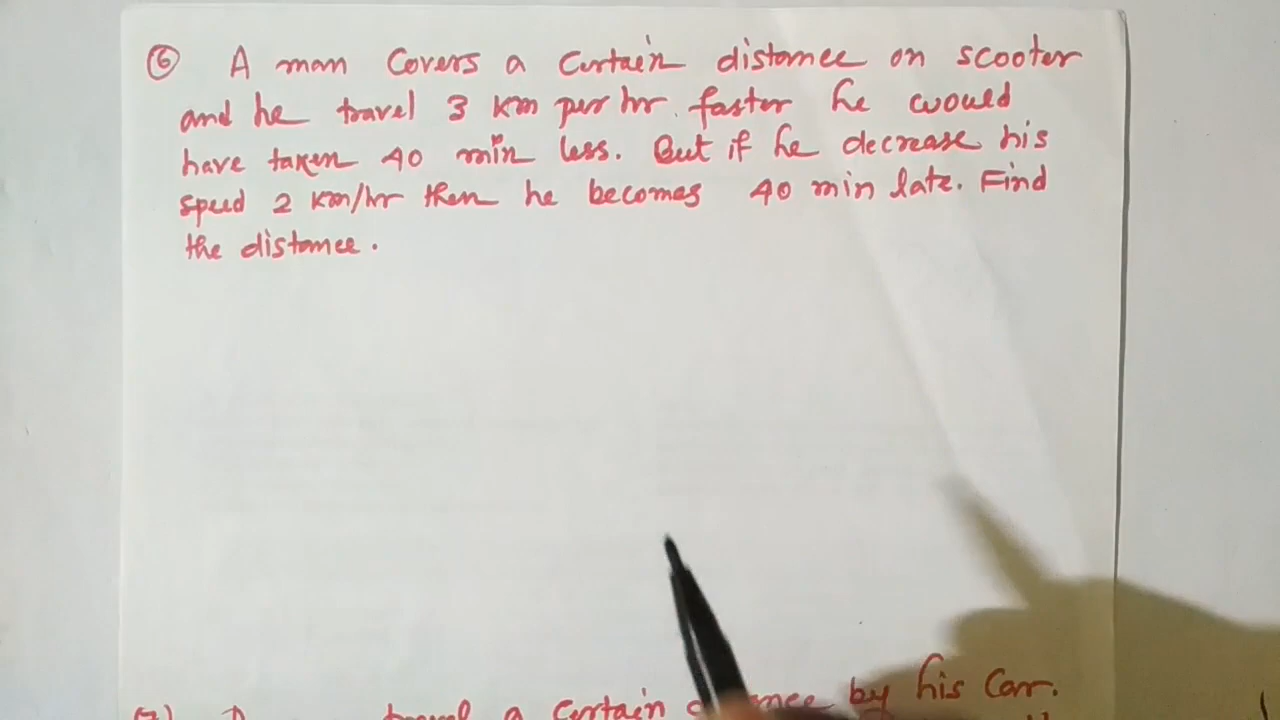 ⑥ A man covers a certain distance on scooter
and he travel 3 km per hr. faster he would
have taken 40 min less. But if he decrease his
speed 2 km/hr then he becomes 40 min late. Find
the distance.
travel a certain by his car.